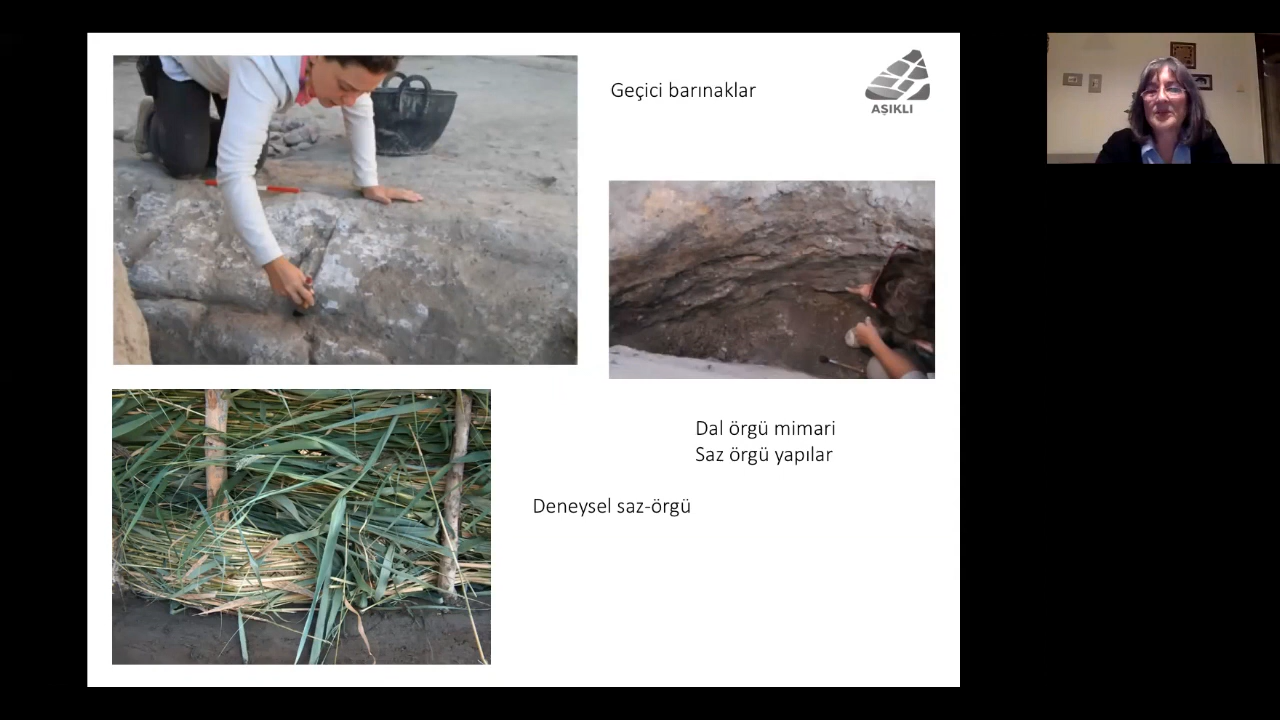 Geçici barınaklar
AŞIKLI
Dal örgü mimari
Saz örgü yapılar
Deneysel saz-örgü